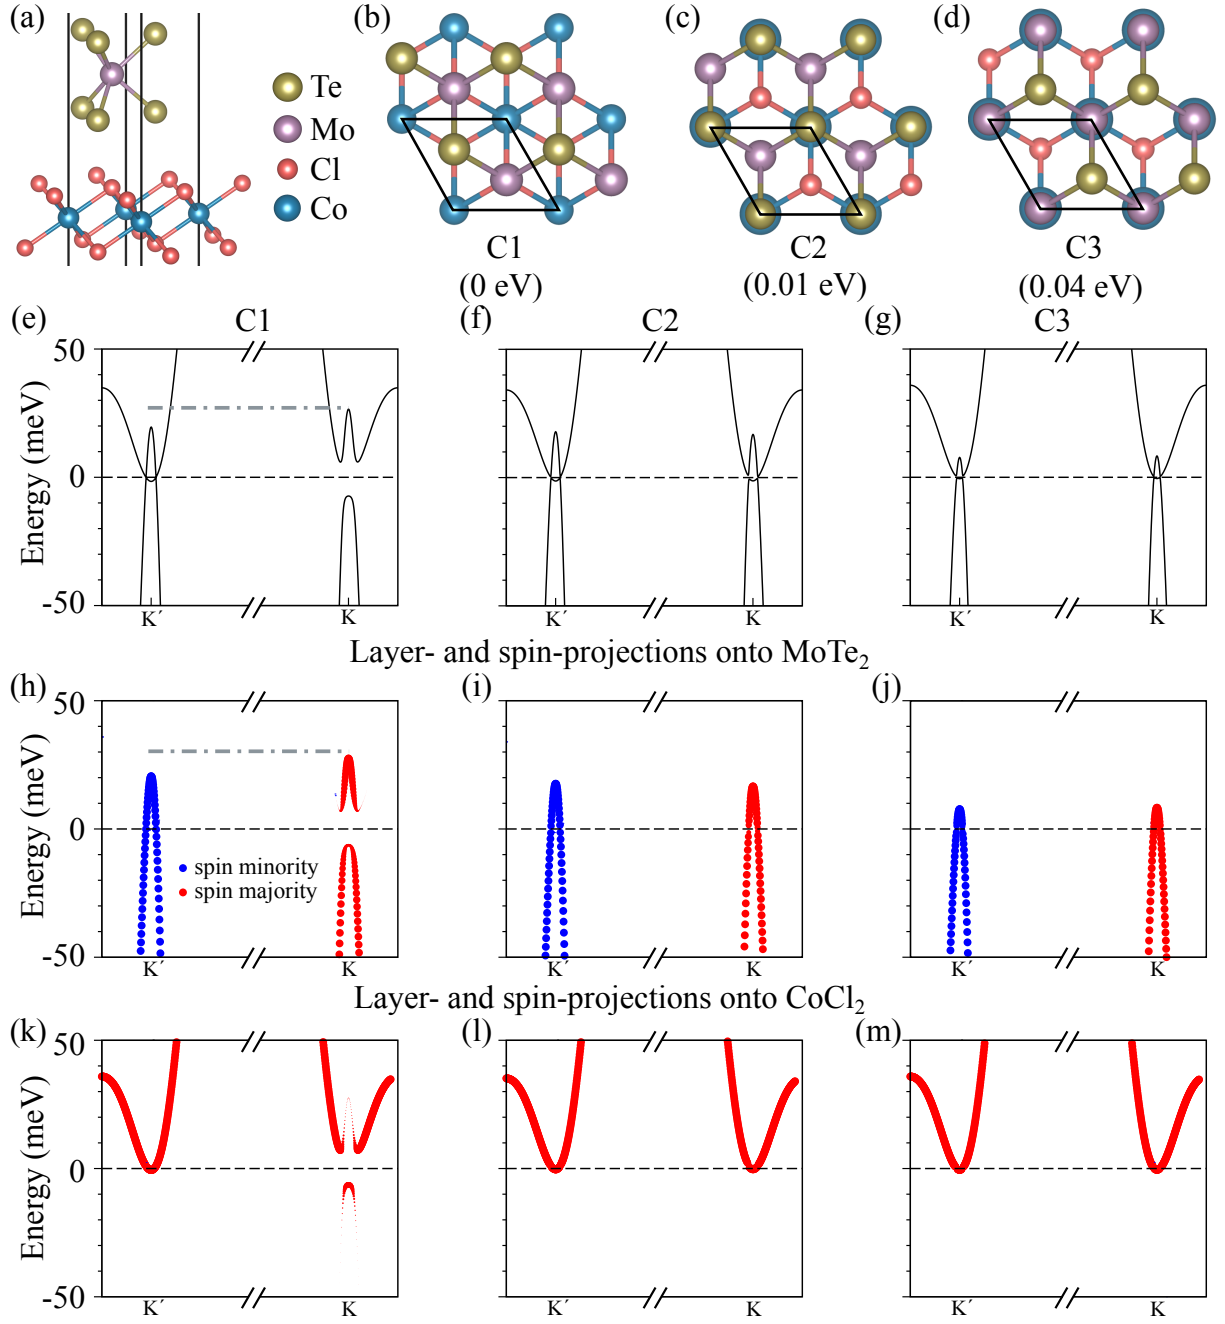 (a) (b) (c) (d)
Te
Mo
Cl
Co
C1 C2 C3
(0 eV) (0.01 eV) (0.04 eV)
(e) C1 (f) C2 (g) C3
Energy (meV)
50
0
-50
K´ K K´ K K´ K
Layer- and spin-projections onto MoTe₂
(h) (i) (j)
Energy (meV)
50
0
-50
spin minority
spin majority
K´ K K´ K K´ K
Layer- and spin-projections onto CoCl₂
(k) (l) (m)
Energy (meV)
50
0
-50
K´ K K´ K K´ K